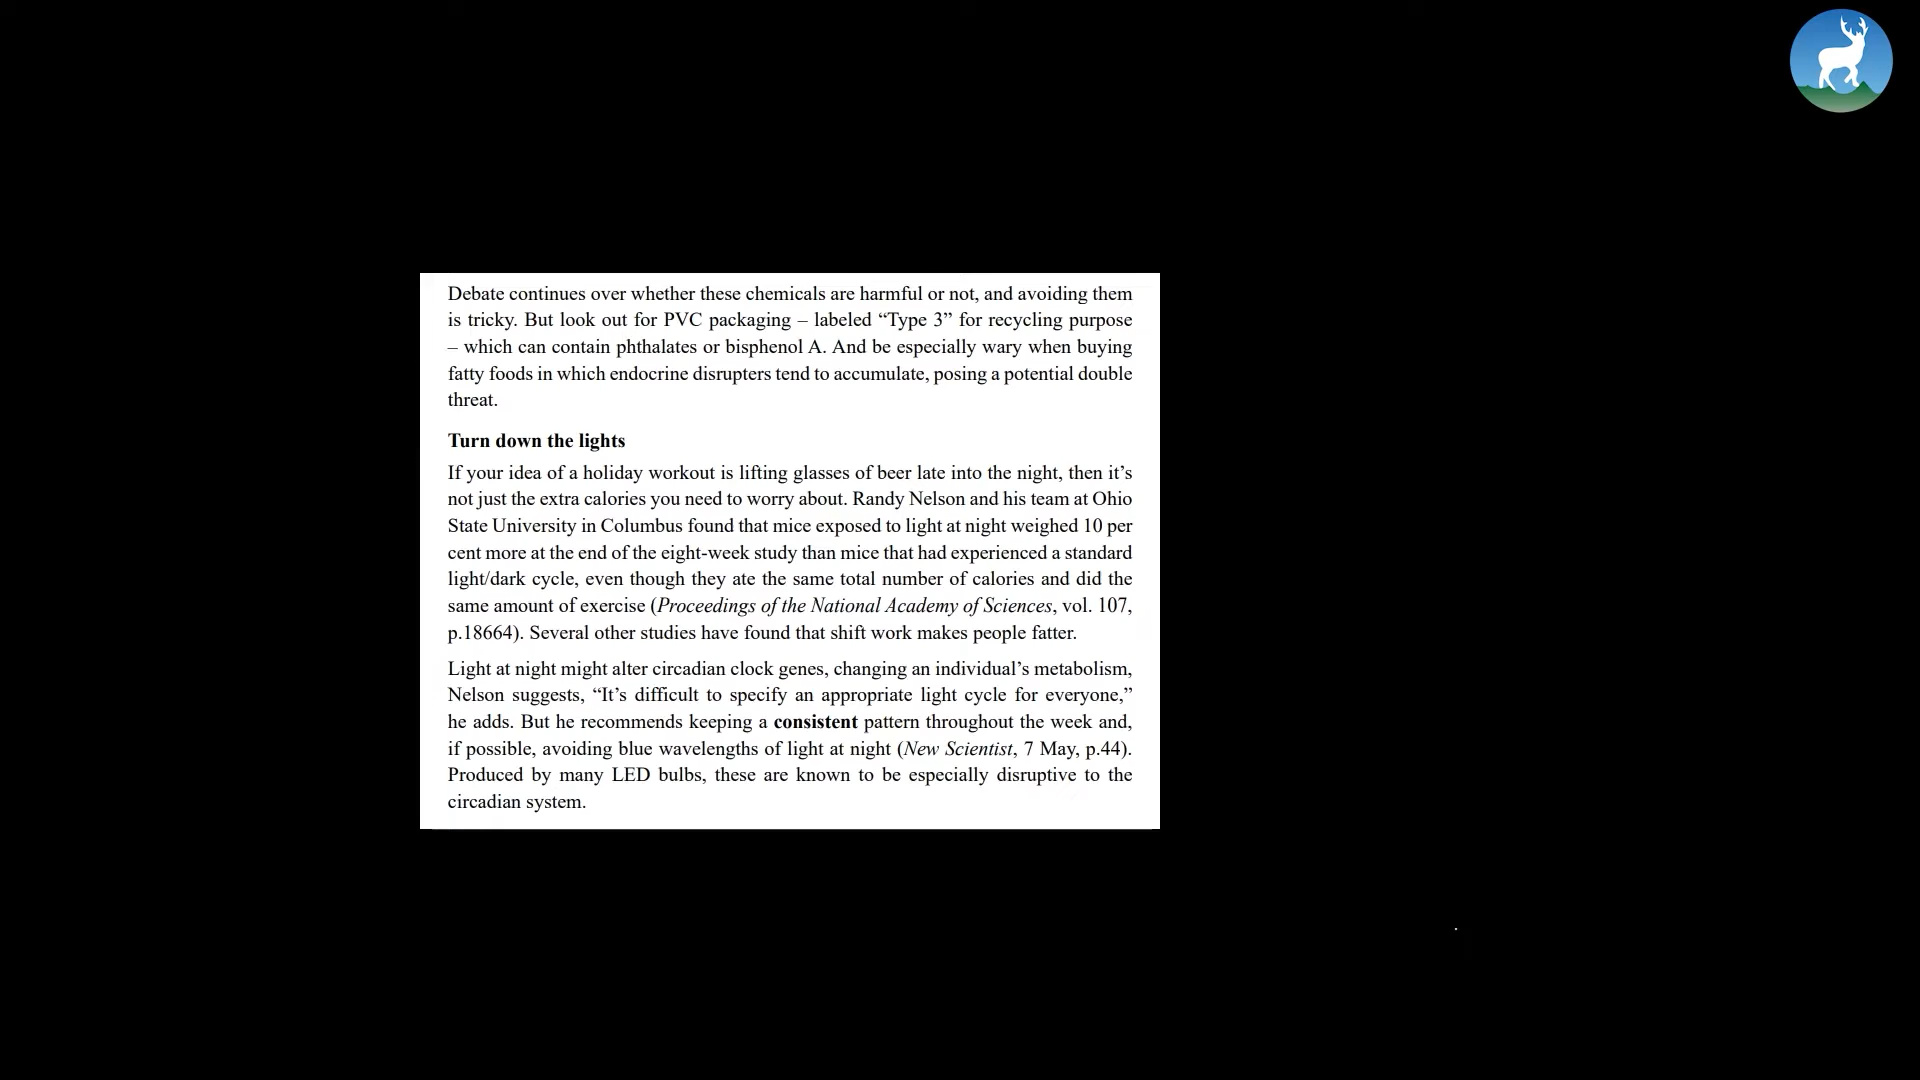 Debate continues over whether these chemicals are harmful or not, and avoiding them
is tricky. But look out for PVC packaging – labeled “Type 3” for recycling purpose
– which can contain phthalates or bisphenol A. And be especially wary when buying
fatty foods in which endocrine disrupters tend to accumulate, posing a potential double
threat.
Turn down the lights
If your idea of a holiday workout is lifting glasses of beer late into the night, then it’s
not just the extra calories you need to worry about. Randy Nelson and his team at Ohio
State University in Columbus found that mice exposed to light at night weighed 10 per
cent more at the end of the eight-week study than mice that had experienced a standard
light/dark cycle, even though they ate the same total number of calories and did the
same amount of exercise (Proceedings of the National Academy of Sciences, vol. 107,
p.18664). Several other studies have found that shift work makes people fatter.
Light at night might alter circadian clock genes, changing an individual’s metabolism,
Nelson suggests, “It’s difficult to specify an appropriate light cycle for everyone,”
he adds. But he recommends keeping a consistent pattern throughout the week and,
if possible, avoiding blue wavelengths of light at night (New Scientist, 7 May, p.44).
Produced by many LED bulbs, these are known to be especially disruptive to the
circadian system.